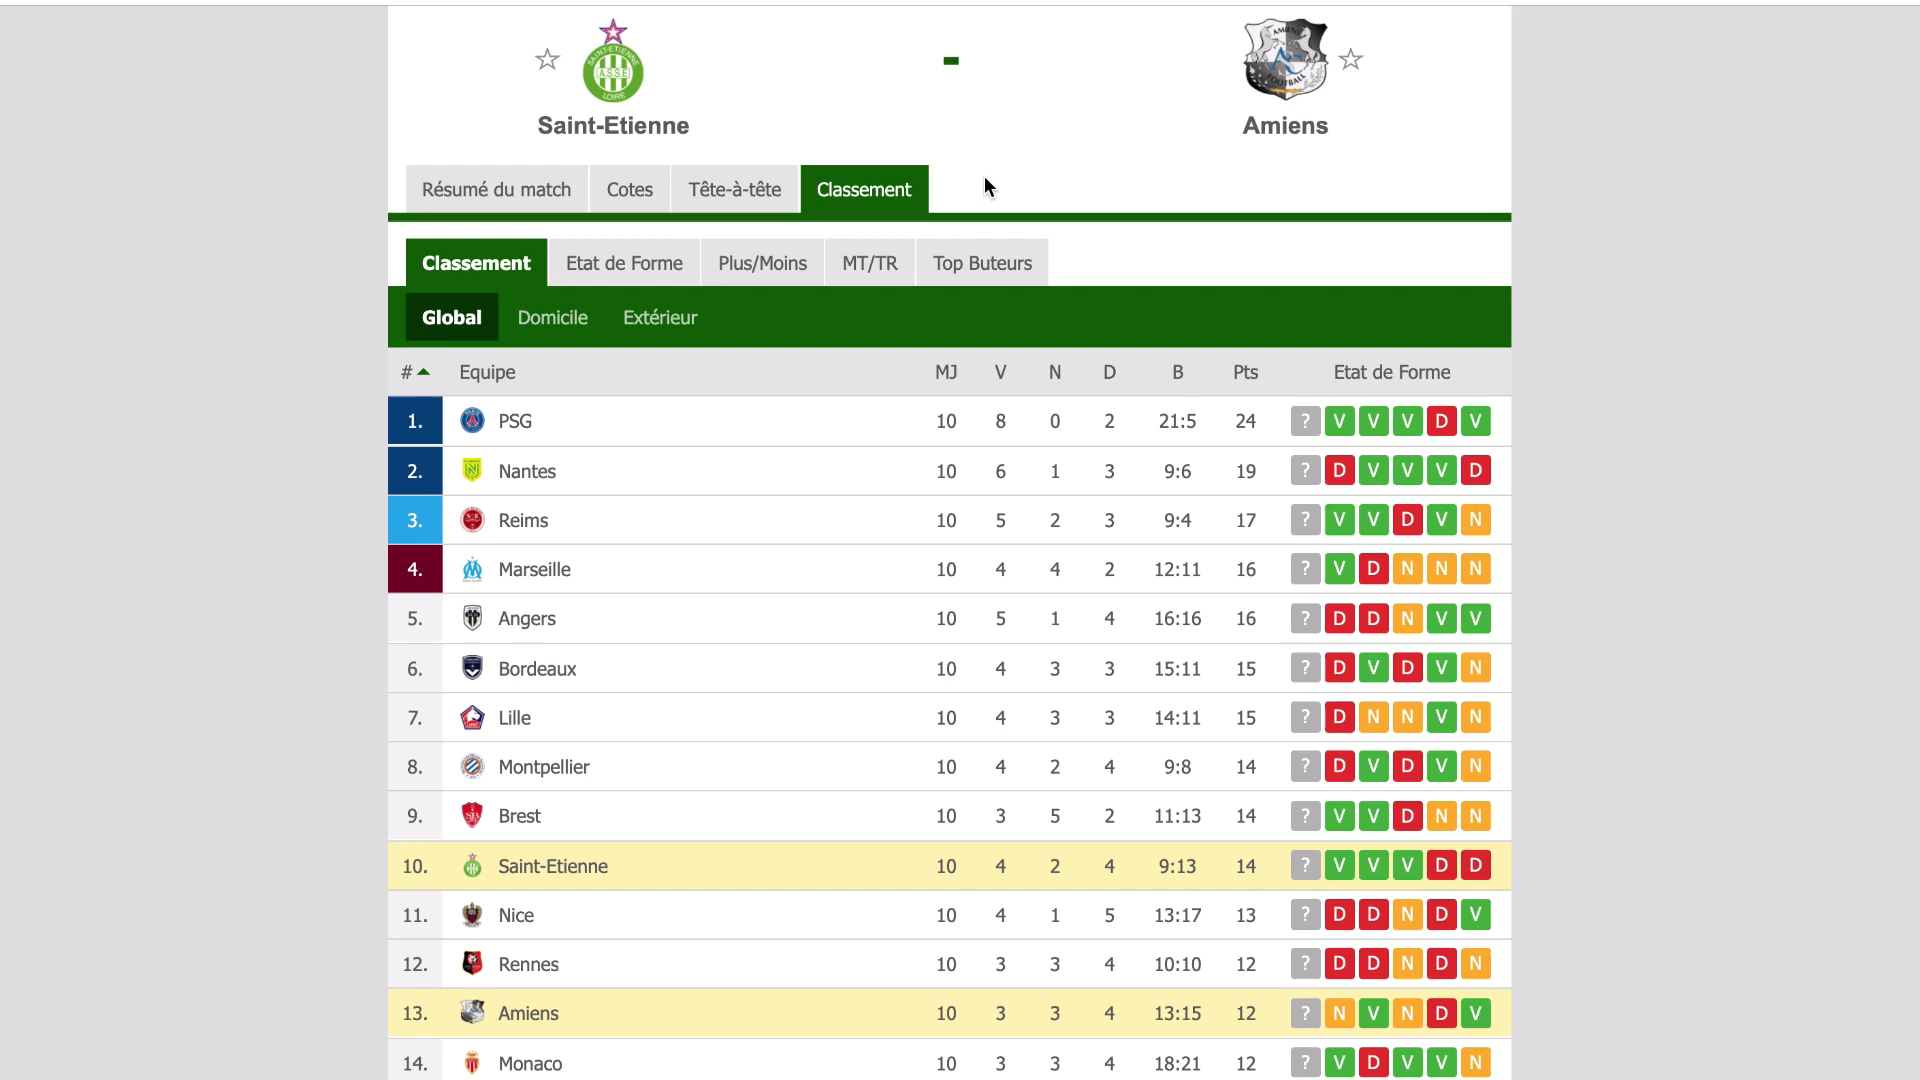 SAINT-ETIENNE
A.S.S.E
LOIRE
AMIENS
FOOTBALL
Saint-Etienne
-
Amiens
Résumé du match Cotes Tête-à-tête Classement
Classement Etat de Forme Plus/Moins MT/TR Top Buteurs
Global Domicile Extérieur
# Equipe MJ V N D B Pts Etat de Forme
1. PSG 10 8 0 2 21:5 24 ? V V V D V
2. Nantes 10 6 1 3 9:6 19 ? D V V V D
3. Reims 10 5 2 3 9:4 17 ? V V D V N
4. Marseille 10 4 4 2 12:11 16 ? V D N N N
5. Angers 10 5 1 4 16:16 16 ? D D N V V
6. Bordeaux 10 4 3 3 15:11 15 ? D V D V N
7. Lille 10 4 3 3 14:11 15 ? D N N V N
8. Montpellier 10 4 2 4 9:8 14 ? D V D V N
9. Brest 10 3 5 2 11:13 14 ? V V D N N
10. Saint-Etienne 10 4 2 4 9:13 14 ? V V V D D
11. Nice 10 4 1 5 13:17 13 ? D D N D V
12. Rennes 10 3 3 4 10:10 12 ? D D N D N
13. Amiens 10 3 3 4 13:15 12 ? N V N D V
14. Monaco 10 3 3 4 18:21 12 ? V D V V N